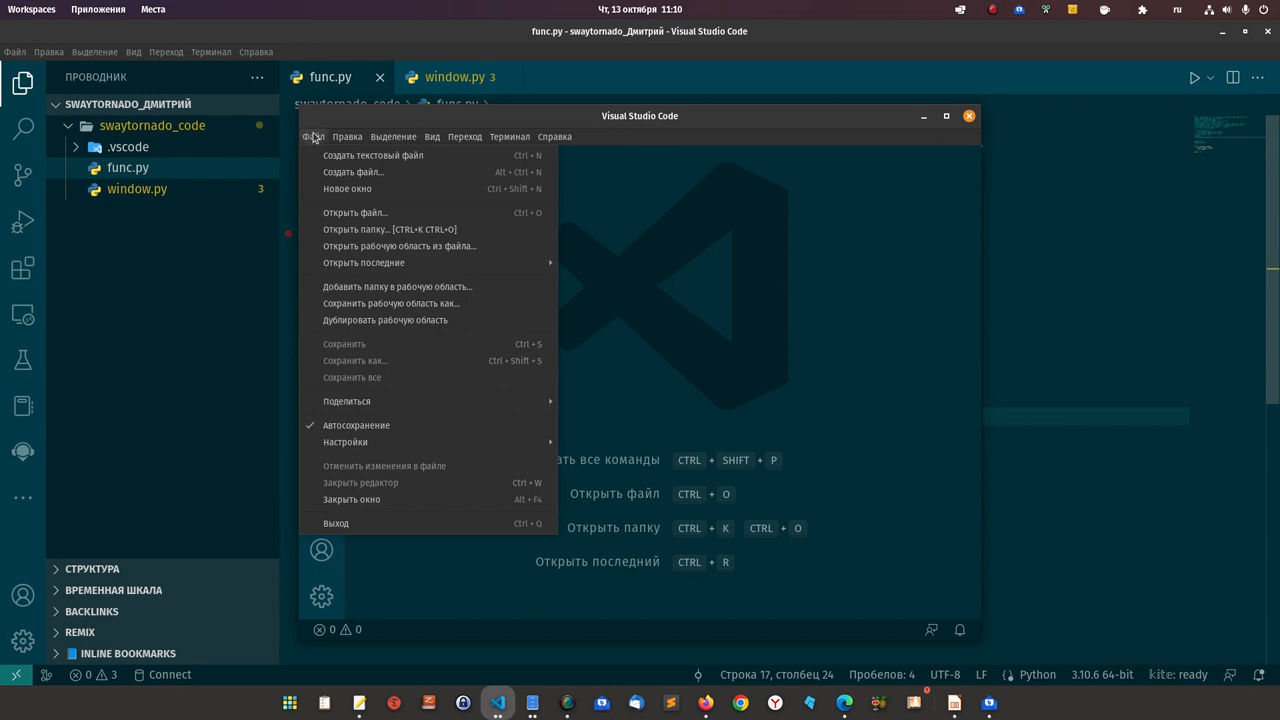 Workspaces Приложения Места Чт, 13 октября 11:10 ru
func.py - swaytornado_Дмитрий - Visual Studio Code
Файл Правка Выделение Вид Переход Терминал Справка
ПРОВОДНИК
func.py
window.py 3
SWAYTORNADO_ДМИТРИЙ
swaytornado_code
.vscode
func.py
window.py 3
swaytornado_code func.py
Visual Studio Code
Файл Правка Выделение Вид Переход Терминал Справка
Создать текстовый файл Ctrl + N
Создать файл... Alt + Ctrl + N
Новое окно Ctrl + Shift + N
Открыть файл... Ctrl + O
Открыть папку... [CTRL+K CTRL+O]
Открыть рабочую область из файла...
Открыть последние
Добавить папку в рабочую область...
Сохранить рабочую область как...
Дублировать рабочую область
Сохранить Ctrl + S
Сохранить как... Ctrl + Shift + S
Сохранить все
Поделиться
Автосохранение
Настройки
Отменить изменения в файле
Закрыть редактор Ctrl + W
Закрыть окно Alt + F4
Выход Ctrl + Q
ать все команды CTRL + SHIFT + P
Открыть файл CTRL + O
Открыть папку CTRL + K CTRL + O
Открыть последний CTRL + R
0 0
СТРУКТУРА
ВРЕМЕННАЯ ШКАЛА
BACKLINKS
REMIX
INLINE BOOKMARKS
0 3 Connect Строка 17, столбец 24 Пробелов: 4 UTF-8 LF Python 3.10.6 64-bit kite: ready